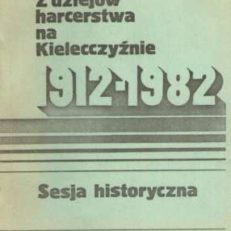 Z dziejów
harcerstwa
na
Kielecczyźnie
1912-1982
Sesja historyczna